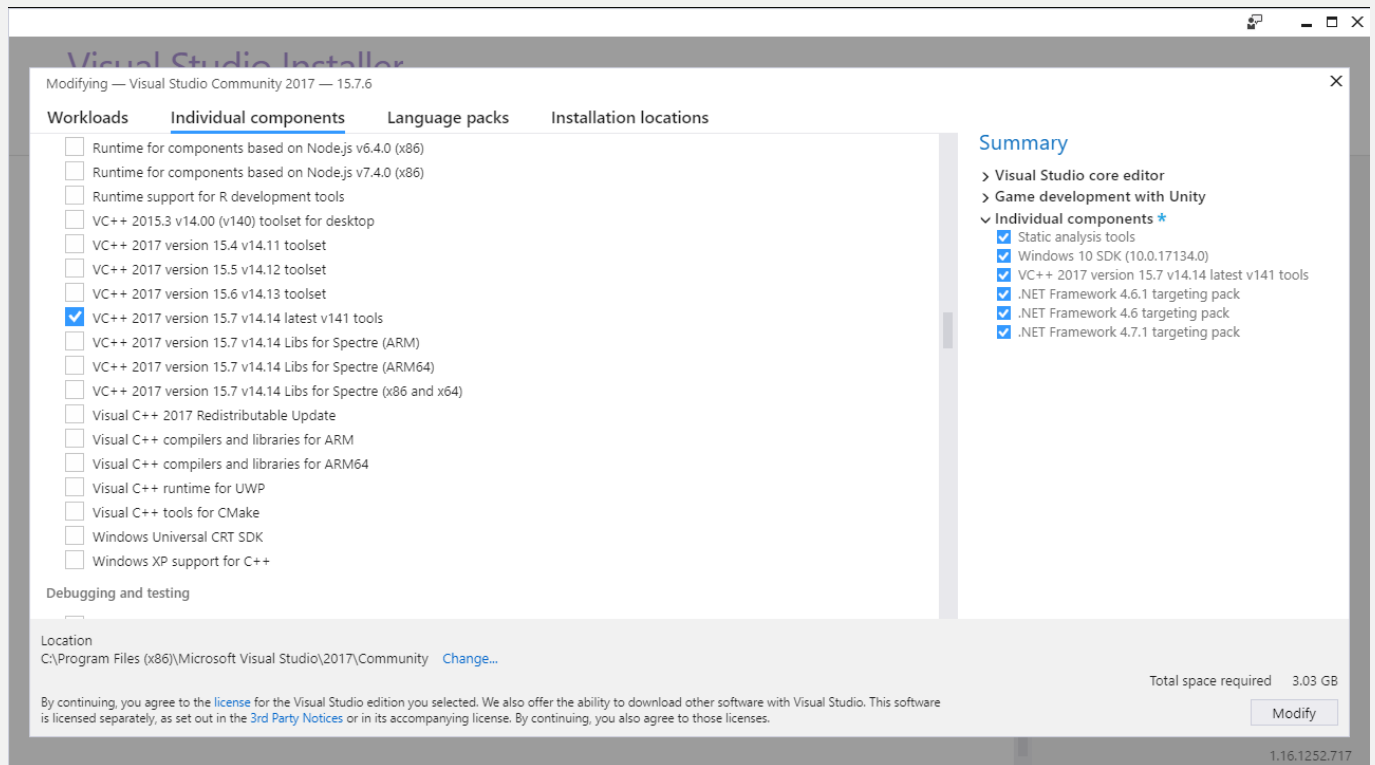 Visual Studio Installer
Modifying — Visual Studio Community 2017 — 15.7.6
Workloads Individual components Language packs Installation locations
Runtime for components based on Node.js v6.4.0 (x86)
Runtime for components based on Node.js v7.4.0 (x86)
Runtime support for R development tools
VC++ 2015.3 v14.00 (v140) toolset for desktop
VC++ 2017 version 15.4 v14.11 toolset
VC++ 2017 version 15.5 v14.12 toolset
VC++ 2017 version 15.6 v14.13 toolset
VC++ 2017 version 15.7 v14.14 latest v141 tools
VC++ 2017 version 15.7 v14.14 Libs for Spectre (ARM)
VC++ 2017 version 15.7 v14.14 Libs for Spectre (ARM64)
VC++ 2017 version 15.7 v14.14 Libs for Spectre (x86 and x64)
Visual C++ 2017 Redistributable Update
Visual C++ compilers and libraries for ARM
Visual C++ compilers and libraries for ARM64
Visual C++ runtime for UWP
Visual C++ tools for CMake
Windows Universal CRT SDK
Windows XP support for C++
Debugging and testing
Summary
Visual Studio core editor
Game development with Unity
Individual components *
Static analysis tools
Windows 10 SDK (10.0.17134.0)
VC++ 2017 version 15.7 v14.14 latest v141 tools
.NET Framework 4.6.1 targeting pack
.NET Framework 4.6 targeting pack
.NET Framework 4.7.1 targeting pack
Location
C:\Program Files (x86)\Microsoft Visual Studio\2017\Community Change...
Total space required 3.03 GB
By continuing, you agree to the license for the Visual Studio edition you selected. We also offer the ability to download other software with Visual Studio. This software
is licensed separately, as set out in the 3rd Party Notices or in its accompanying license. By continuing, you also agree to those licenses.
Modify
1.16.1252.717